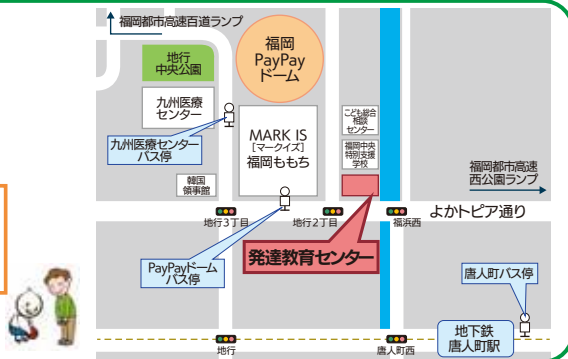 福岡都市高速百道ランプ
地行
中央公園
福岡
PayPay
ドーム
九州医療
センター
九州医療センター
バス停
MARK IS
[マークイズ]
福岡ももち
こども総合
相談
センター
福岡中央
特別支援
学校
韓国
領事館
福岡都市高速
西公園ランプ
地行3丁目
地行2丁目
福浜西
よかトピア通り
発達教育センター
PayPayドーム
バス停
唐人町バス停
地下鉄
唐人町駅
地行
唐人町西